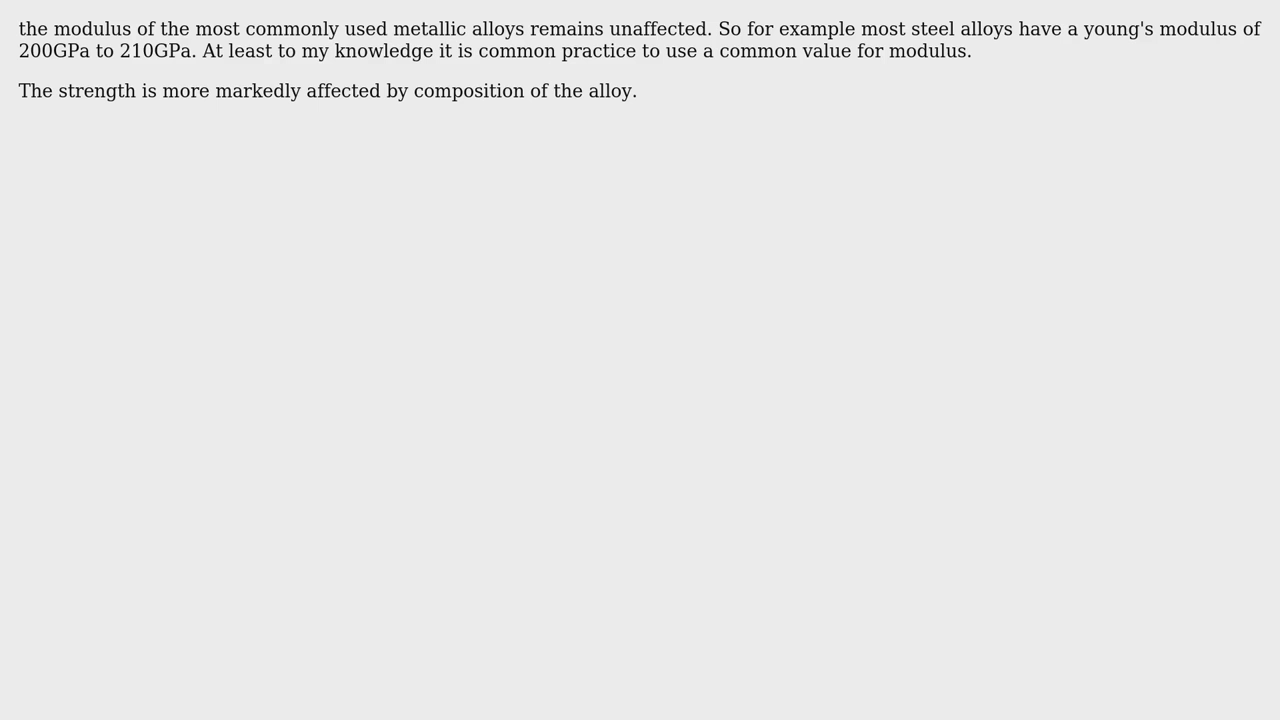 the modulus of the most commonly used metallic alloys remains unaffected. So for example most steel alloys have a young's modulus of
200GPa to 210GPa. At least to my knowledge it is common practice to use a common value for modulus.
The strength is more markedly affected by composition of the alloy.